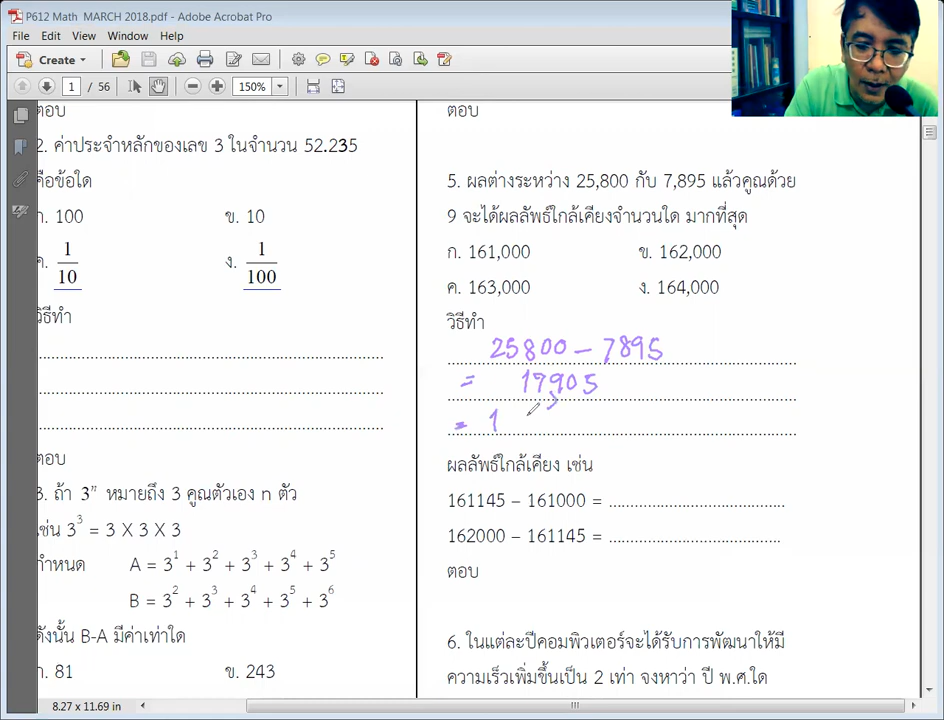 P612 Math MARCH 2018.pdf - Adobe Acrobat Pro
File Edit View Window Help
Create
1 / 56 150%
ตอบ
2. ค่าประจำหลักของเลข 3 ในจำนวน 52.235
คือข้อใด
ก. 100 ข. 10
ค. 1/10 ง. 1/100
วิธีทำ
ตอบ
3. ถ้า 3ⁿ หมายถึง 3 คูณตัวเอง n ตัว
เช่น 3³ = 3 X 3 X 3
กำหนด A = 3¹ + 3² + 3³ + 3⁴ + 3⁵
B = 3² + 3³ + 3⁴ + 3⁵ + 3⁶
ดังนั้น B-A มีค่าเท่าใด
ก. 81 ข. 243
ตอบ
5. ผลต่างระหว่าง 25,800 กับ 7,895 แล้วคูณด้วย
9 จะได้ผลลัพธ์ใกล้เคียงจำนวนใด มากที่สุด
ก. 161,000 ข. 162,000
ค. 163,000 ง. 164,000
วิธีทำ
25800 – 7895
= 17905
= 1
ผลลัพธ์ใกล้เคียง เช่น
161145 – 161000 = ............................................
162000 – 161145 = ...........................................
ตอบ
6. ในแต่ละปีคอมพิวเตอร์จะได้รับการพัฒนาให้มี
ความเร็วเพิ่มขึ้นเป็น 2 เท่า จงหาว่า ปี พ.ศ.ใด
8.27 x 11.69 in